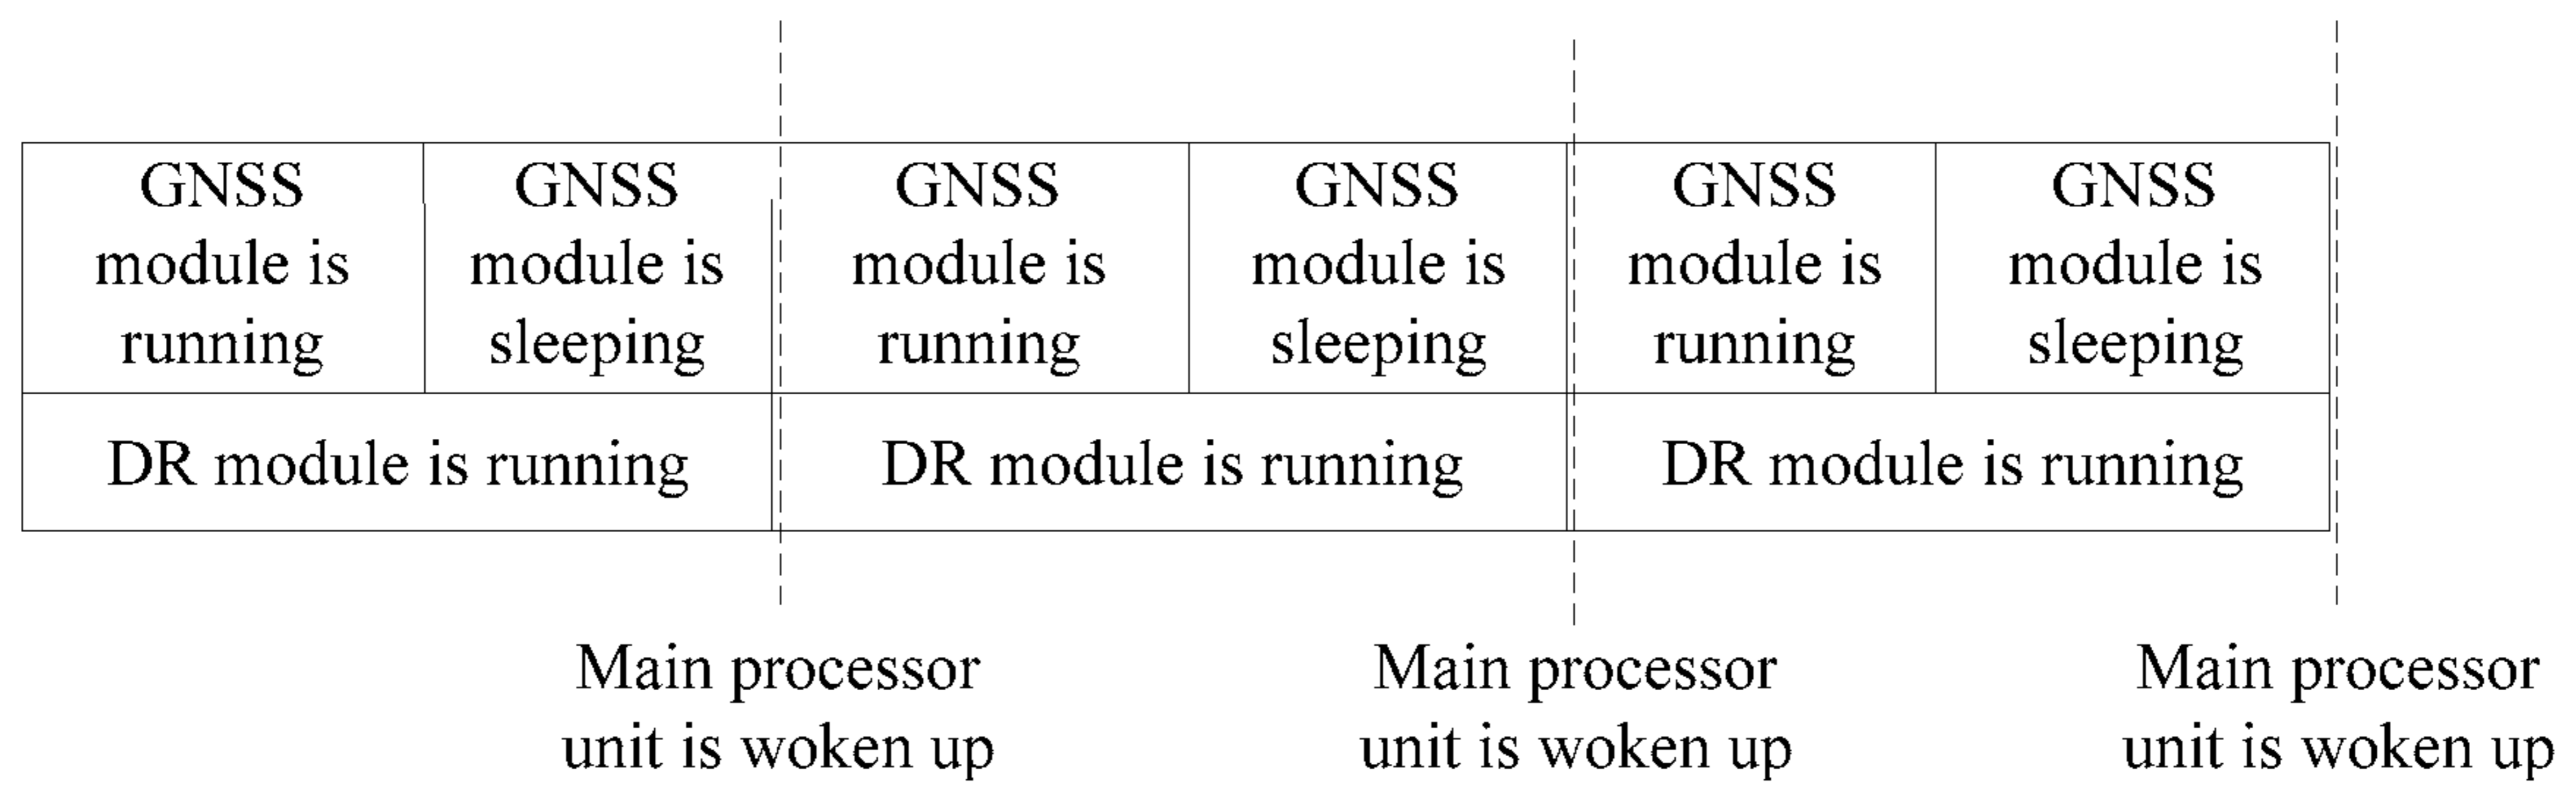 GNSS
module is
running
GNSS
module is
sleeping
GNSS
module is
running
GNSS
module is
sleeping
GNSS
module is
running
GNSS
module is
sleeping
DR module is running
DR module is running
DR module is running
Main processor
unit is woken up
Main processor
unit is woken up
Main processor
unit is woken up